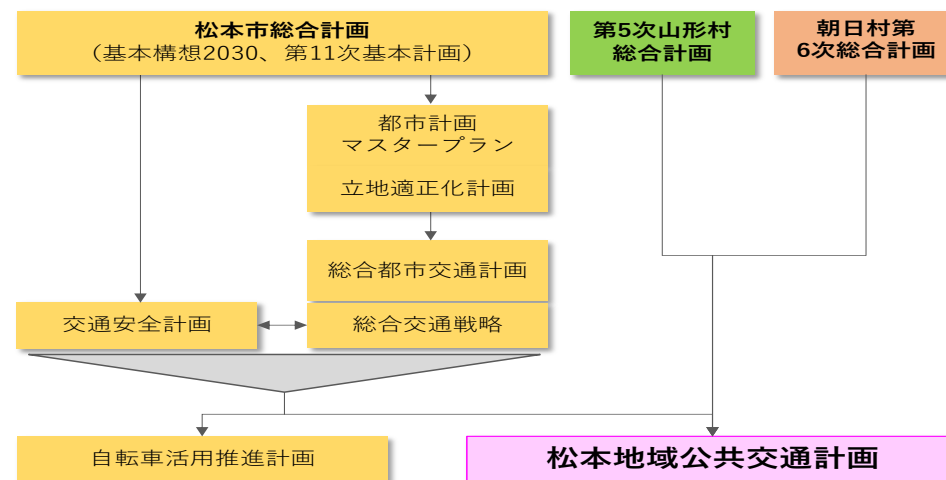 松本市総合計画
（基本構想2030、第11次基本計画）
第5次山形村
総合計画
朝日村第
6次総合計画
都市計画
マスタープラン
立地適正化計画
総合都市交通計画
交通安全計画
総合交通戦略
自転車活用推進計画
松本地域公共交通計画